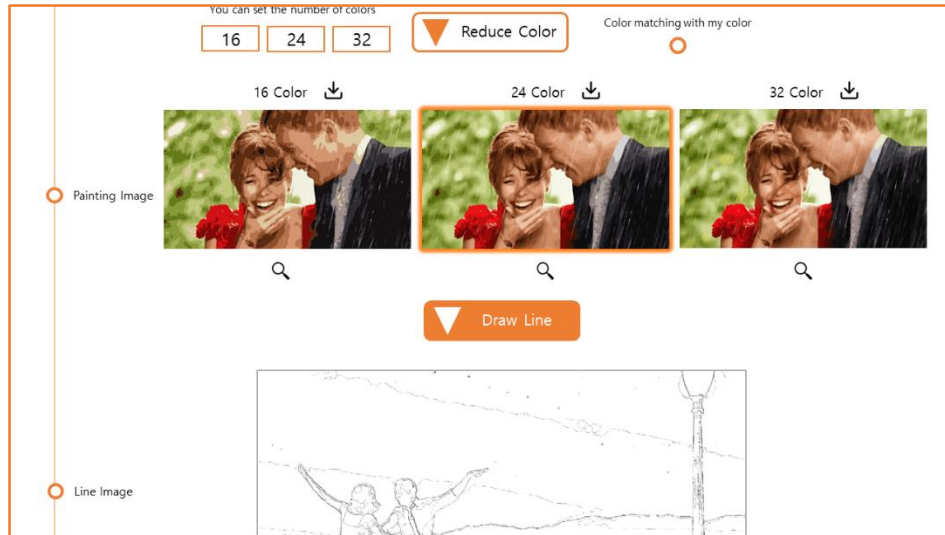 You can set the number of colors
16
24
32
Reduce Color
Color matching with my color
16 Color
24 Color
32 Color
Painting Image
Draw Line
Line Image